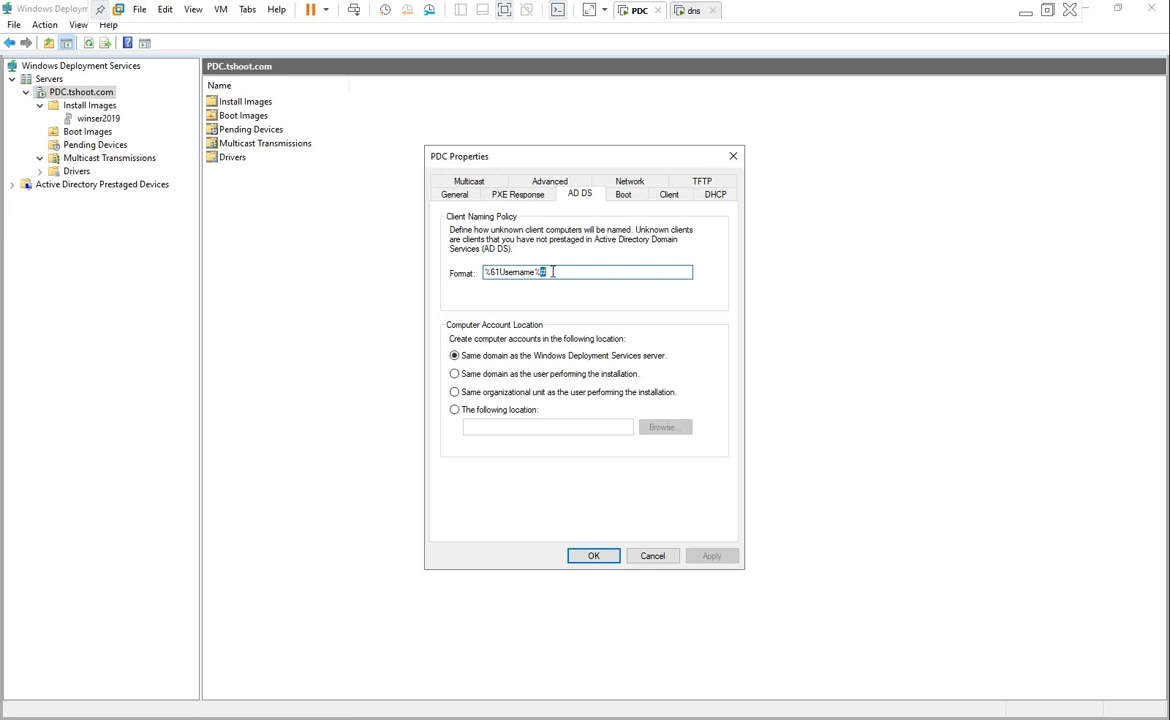 Windows Deploym
File Edit View VM Tabs Help
PDC dns
File Action View Help
Windows Deployment Services
Servers
PDC.tshoot.com
Install Images
winser2019
Boot Images
Pending Devices
Multicast Transmissions
Drivers
Active Directory Prestaged Devices
PDC.tshoot.com
Name
Install Images
Boot Images
Pending Devices
Multicast Transmissions
Drivers
PDC Properties
Multicast Advanced Network TFTP
General PXE Response AD DS Boot Client DHCP
Client Naming Policy
Define how unknown client computers will be named. Unknown clients
are clients that you have not prestaged in Active Directory Domain
Services (AD DS).
Format: %61Username%#
Computer Account Location
Create computer accounts in the following location:
Same domain as the Windows Deployment Services server.
Same domain as the user performing the installation.
Same organizational unit as the user performing the installation.
The following location:
Browse...
OK Cancel Apply